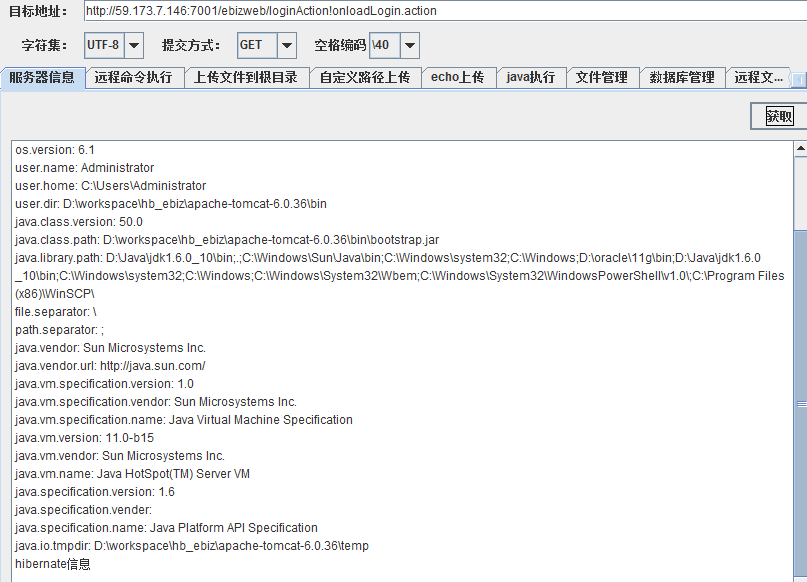 目标地址： http://59.173.7.146:7001/ebizweb/loginAction!onloadLogin.action
字符集： UTF-8 提交方式： GET 空格编码 \40
服务器信息 远程命令执行 上传文件到根目录 自定义路径上传 echo上传 java执行 文件管理 数据库管理 远程文...
获取
os.version: 6.1
user.name: Administrator
user.home: C:\Users\Administrator
user.dir: D:\workspace\hb_ebiz\apache-tomcat-6.0.36\bin
java.class.version: 50.0
java.class.path: D:\workspace\hb_ebiz\apache-tomcat-6.0.36\bin\bootstrap.jar
java.library.path: D:\Java\jdk1.6.0_10\bin;.;C:\Windows\Sun\Java\bin;C:\Windows\system32;C:\Windows;D:\oracle\11g\bin;D:\Java\jdk1.6.0
_10\bin;C:\Windows\system32;C:\Windows;C:\Windows\System32\Wbem;C:\Windows\System32\WindowsPowerShell\v1.0\;C:\Program Files
(x86)\WinSCP\
file.separator: \
path.separator: ;
java.vendor: Sun Microsystems Inc.
java.vendor.url: http://java.sun.com/
java.vm.specification.version: 1.0
java.vm.specification.vendor: Sun Microsystems Inc.
java.vm.specification.name: Java Virtual Machine Specification
java.vm.version: 11.0-b15
java.vm.vendor: Sun Microsystems Inc.
java.vm.name: Java HotSpot(TM) Server VM
java.specification.version: 1.6
java.specification.vender:
java.specification.name: Java Platform API Specification
java.io.tmpdir: D:\workspace\hb_ebiz\apache-tomcat-6.0.36\temp
hibernate信息